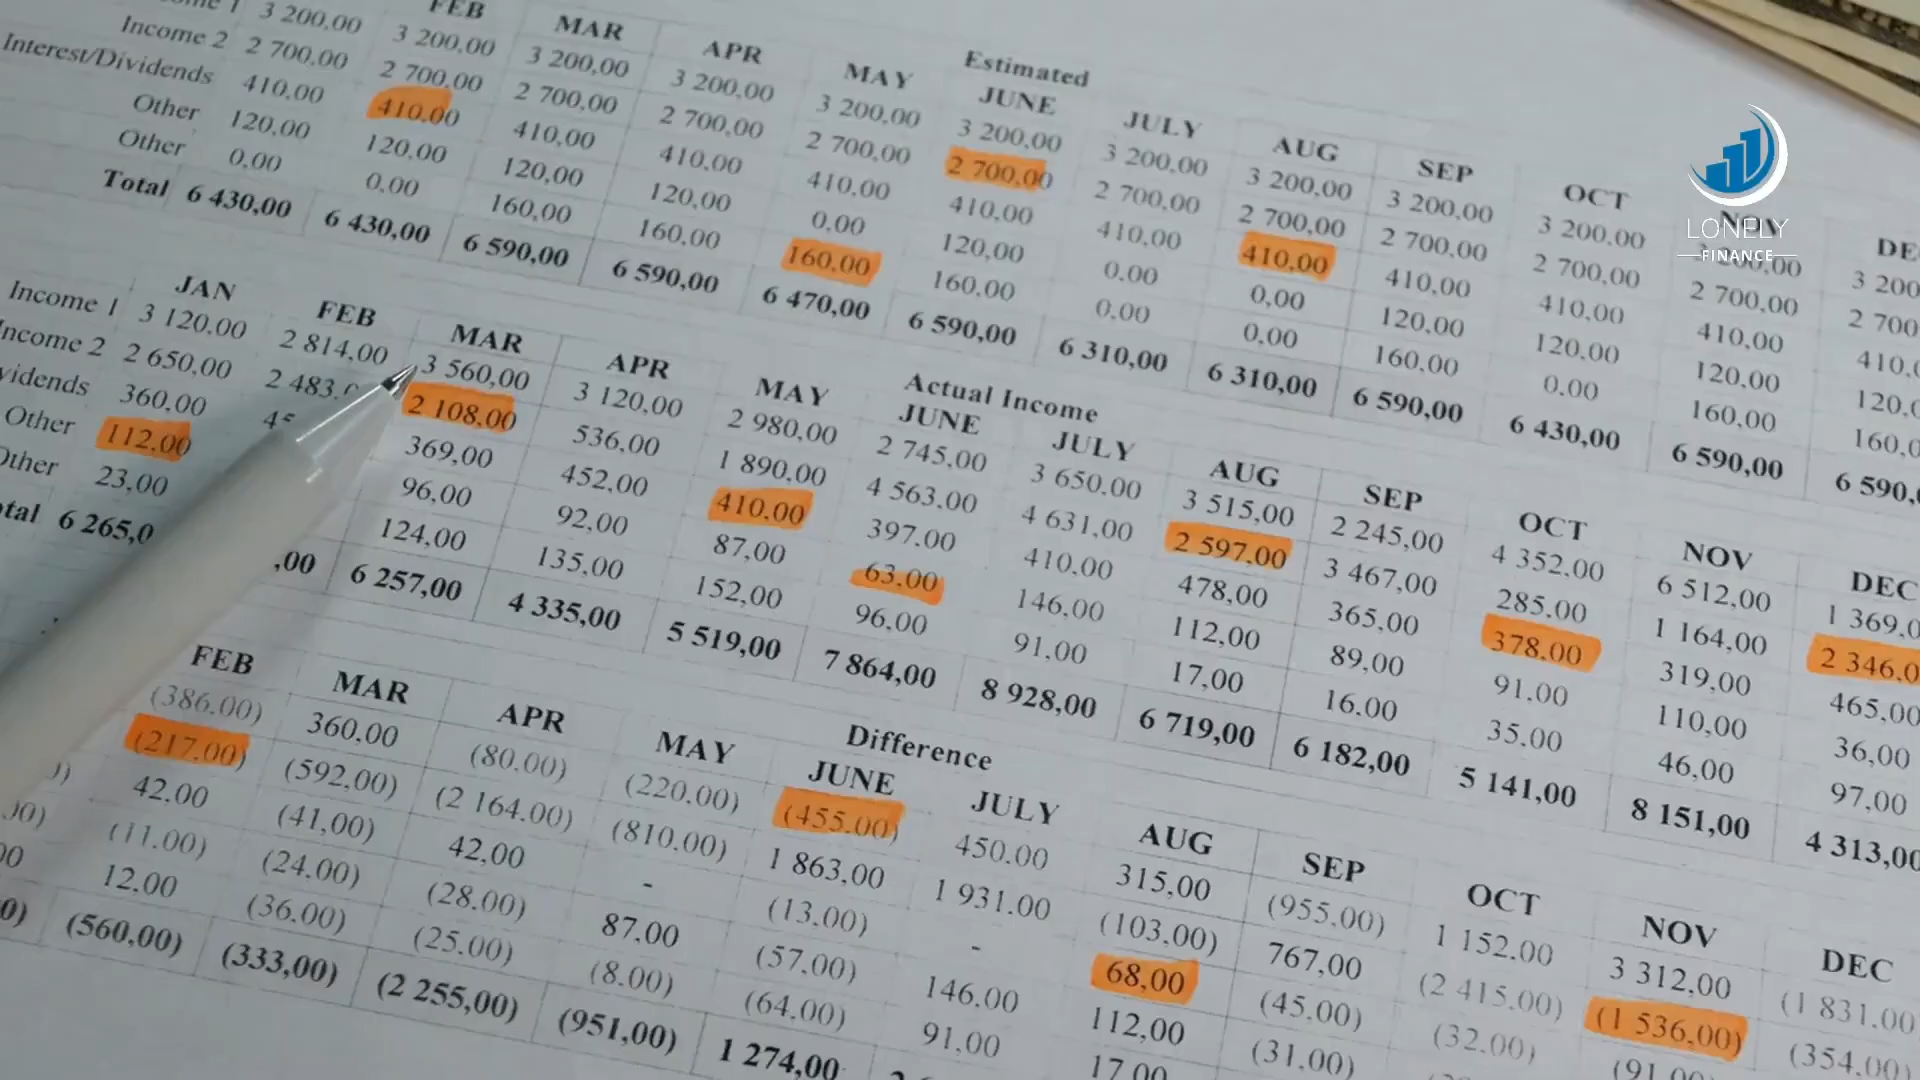 FEB MAR APR MAY Estimated JUNE JULY AUG SEP OCT NOV
3 200,00 3 200,00 3 200,00 3 200,00 3 200,00 3 200,00 3 200,00 3 200,00 3 200,00 3 200,00 3 200,00
Income 2 2 700,00 2 700,00 2 700,00 2 700,00 2 700,00 2 700,00 2 700,00 2 700,00 2 700,00 2 700,00 2 700,00
Interest/Dividends 410,00 410,00 410,00 410,00 410,00 410,00 410,00 410,00 410,00 410,00 410,00
Other 120,00 120,00 120,00 120,00 0,00 120,00 0.00 0,00 120,00 120,00 120,00
Other 0,00 0,00 160,00 160,00 160,00 160,00 0.00 0,00 160,00 0.00 160,00
Total 6 430,00 6 430,00 6 590,00 6 590,00 6 470,00 6 590,00 6 310,00 6 310,00 6 590,00 6 430,00 6 590,00
LONELY
FINANCE
Actual Income
JAN FEB MAR APR MAY JUNE JULY AUG SEP OCT NOV DEC
Income 1 3 120,00 2 814,00 3 560,00 3 120,00 2 980,00 2 745,00 3 650,00 3 515,00 2 245,00 4 352,00 6 512,00
2 2 650,00 2 108,00 536,00 1 890,00 4 563,00 4 631,00 2 597,00 3 467,00 285,00 1 164,00
360,00 369,00 452,00 410,00 397,00 410,00 478,00 365,00 378,00 319,00 465,00
Other 112,00 96,00 92,00 87,00 63,00 146,00 112,00 89,00 91,00 110,00 36,00
23,00 124,00 135,00 152,00 96,00 91,00 17,00 16.00 35.00 46,00 97,00
6 257,00 4 335,00 5 519,00 7 864,00 8 928,00 6 719,00 6 182,00 5 141,00 8 151,00 4 313,00
Difference
FEB MAR APR MAY JUNE JULY AUG SEP OCT NOV DEC
(386.00) 360,00 (80.00) (220.00) (455.00) 450.00 315,00 (955.00) 1 152.00 3 312,00 (1 831.00)
(217.00) (592,00) (2 164.00) (810.00) 1 863,00 1 931.00 (103,00) 767,00 (2 415.00) (1 536,00) (354.00)
42.00 (41,00) 42,00 - (13.00) - 68,00 (45.00) (32.00)
(11.00) (24.00) (28.00) 87,00 (57.00) 146.00 112,00 (31.00)
12.00 (36.00) (25.00) (8.00) (64.00) 91,00 17,00
(560,00) (333,00) (2 255,00) (951,00) 1 274,00